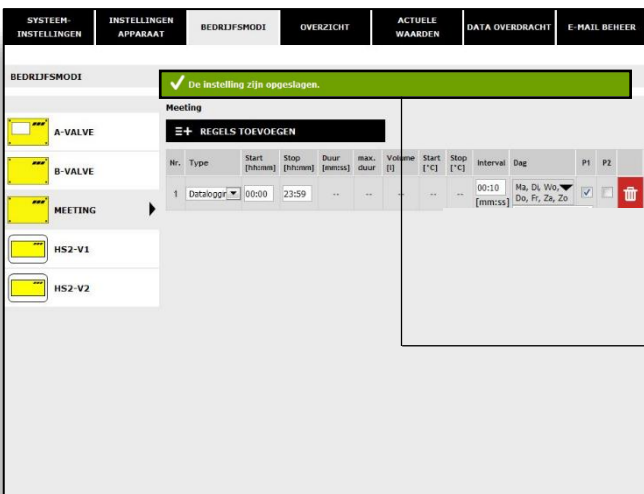 SYSTEEM-
INSTELLINGEN
INSTELLINGEN
APPARAAT
BEDRIJFSMODI
OVERZICHT
ACTUELE
WAARDEN
DATA OVERDRACHT
E-MAIL BEHEER
BEDRIJFSMODI
De instelling zijn opgeslagen.
Meeting
REGELS TOEVOEGEN
A-VALVE
B-VALVE
MEETING
HS2-V1
HS2-V2
Nr. Type Start Stop Duur max. Volume Start Stop Interval Dag P1 P2
[hh:mm] [hh:mm] [mm:ss] duur [l] [°C] [°C]
1 Dataloggir 00:00 23:59 -- -- -- -- -- 00:10 Ma, Di, Wo,
[mm:ss] Do, Fr, Za, Zo